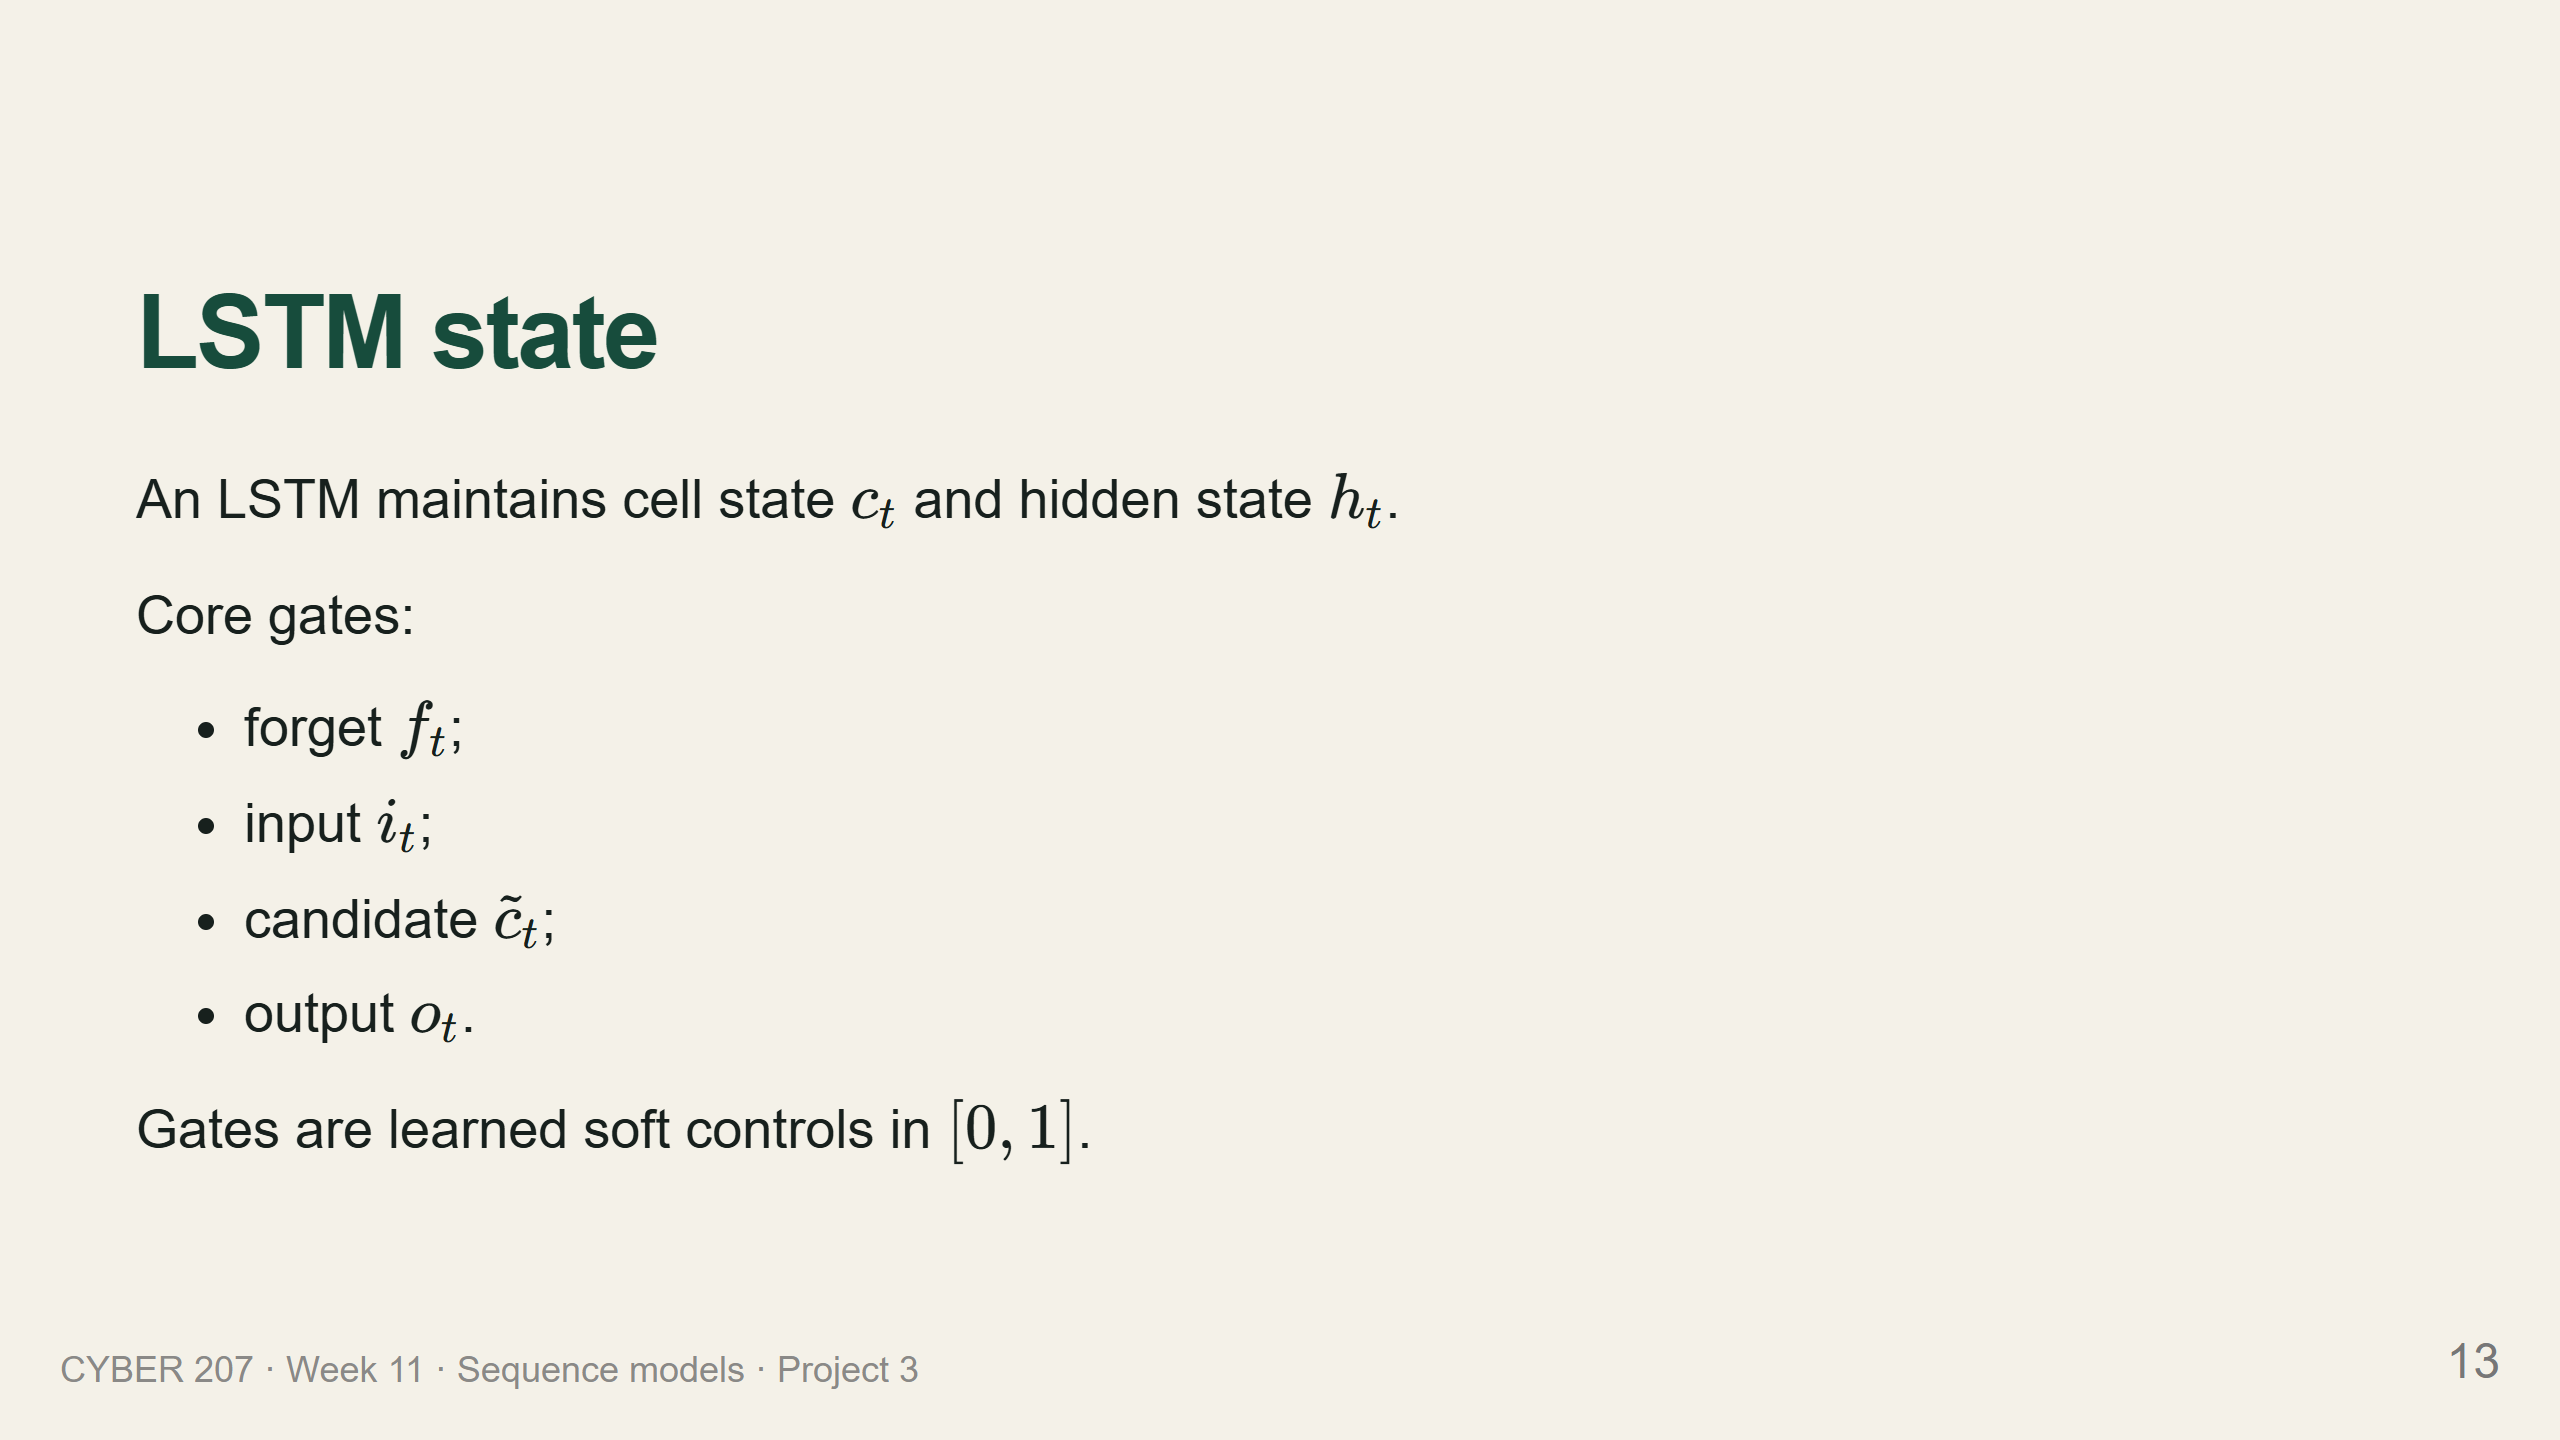 LSTM state
An LSTM maintains cell state $c_t$ and hidden state $h_t$.
Core gates:
• forget $f_t$;
• input $i_t$;
• candidate $\tilde{c}_t$;
• output $o_t$.
Gates are learned soft controls in $[0, 1]$.
CYBER 207 · Week 11 · Sequence models · Project 3
13